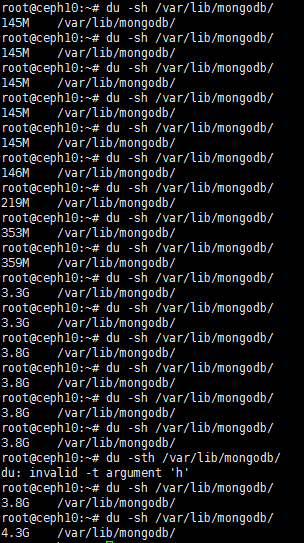 root@ceph10:~# du -sh /var/lib/mongodb/
145M    /var/lib/mongodb/
root@ceph10:~# du -sh /var/lib/mongodb/
145M    /var/lib/mongodb/
root@ceph10:~# du -sh /var/lib/mongodb/
145M    /var/lib/mongodb/
root@ceph10:~# du -sh /var/lib/mongodb/
145M    /var/lib/mongodb/
root@ceph10:~# du -sh /var/lib/mongodb/
145M    /var/lib/mongodb/
root@ceph10:~# du -sh /var/lib/mongodb/
146M    /var/lib/mongodb/
root@ceph10:~# du -sh /var/lib/mongodb/
219M    /var/lib/mongodb/
root@ceph10:~# du -sh /var/lib/mongodb/
353M    /var/lib/mongodb/
root@ceph10:~# du -sh /var/lib/mongodb/
359M    /var/lib/mongodb/
root@ceph10:~# du -sh /var/lib/mongodb/
3.3G    /var/lib/mongodb/
root@ceph10:~# du -sh /var/lib/mongodb/
3.3G    /var/lib/mongodb/
root@ceph10:~# du -sh /var/lib/mongodb/
3.8G    /var/lib/mongodb/
root@ceph10:~# du -sh /var/lib/mongodb/
3.8G    /var/lib/mongodb/
root@ceph10:~# du -sh /var/lib/mongodb/
3.8G    /var/lib/mongodb/
root@ceph10:~# du -sh /var/lib/mongodb/
3.8G    /var/lib/mongodb/
root@ceph10:~# du -sth /var/lib/mongodb/
du: invalid -t argument 'h'
root@ceph10:~# du -sh /var/lib/mongodb/
3.8G    /var/lib/mongodb/
root@ceph10:~# du -sh /var/lib/mongodb/
4.3G    /var/lib/mongodb/